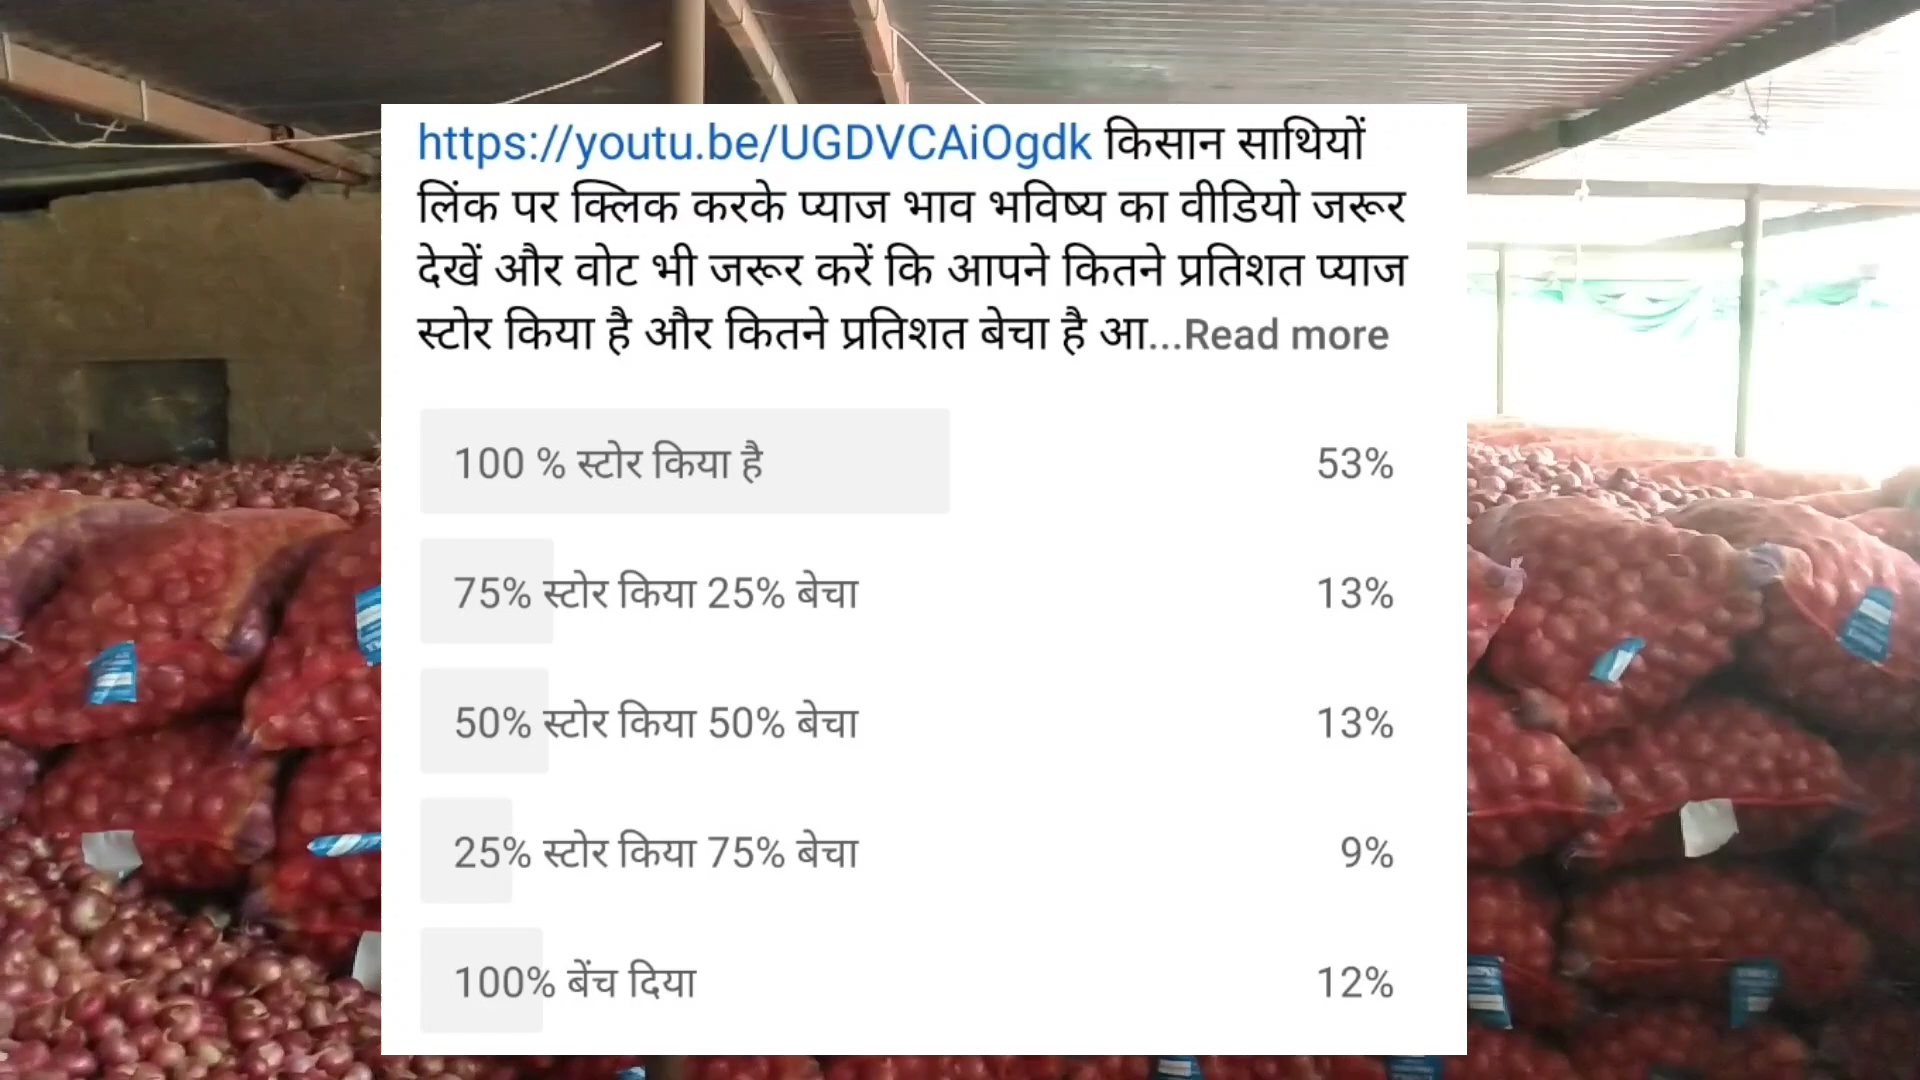 https://youtu.be/UGDVCAiOgdk किसान साथियों
लिंक पर क्लिक करके प्याज भाव भविष्य का वीडियो जरूर
देखें और वोट भी जरूर करें कि आपने कितने प्रतिशत प्याज
स्टोर किया है और कितने प्रतिशत बेचा है आ...Read more
100 % स्टोर किया है 53%
75% स्टोर किया 25% बेचा 13%
50% स्टोर किया 50% बेचा 13%
25% स्टोर किया 75% बेचा 9%
100% बेंच दिया 12%